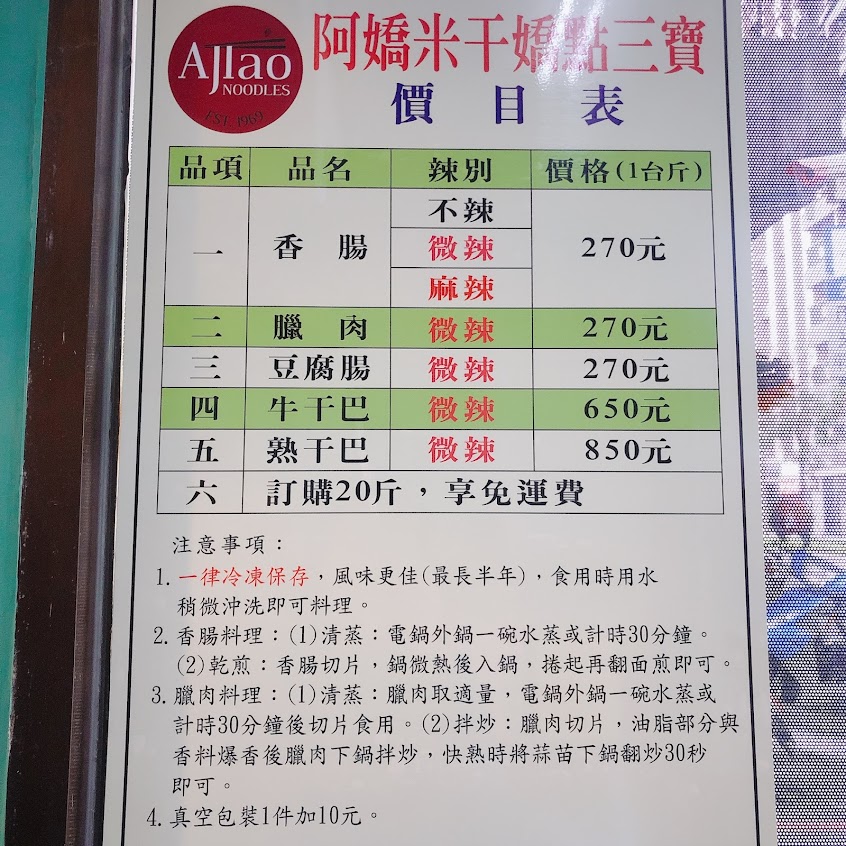 AJIao
NOODLES
EST. 1969
阿嬌米干嬌點三寶
價目表
品項 品名 辣別 價格(1台斤)
一 香腸 不辣 270元
微辣
麻辣
二 臘肉 微辣 270元
三 豆腐腸 微辣 270元
四 牛干巴 微辣 650元
五 熟干巴 微辣 850元
六 訂購20斤，享免運費
注意事項：
1.一律冷凍保存，風味更佳(最長半年)，食用時用水
稍微沖洗即可料理。
2.香腸料理：(1)清蒸：電鍋外鍋一碗水蒸或計時30分鐘。
(2)乾煎：香腸切片，鍋微熱後入鍋，捲起再翻面煎即可。
3.臘肉料理：(1)清蒸：臘肉取適量，電鍋外鍋一碗水蒸或
計時30分鐘後切片食用。(2)拌炒：臘肉切片，油脂部分與
香料爆香後臘肉下鍋拌炒，快熟時將蒜苗下鍋翻炒30秒
即可。
4.真空包裝1件加10元。